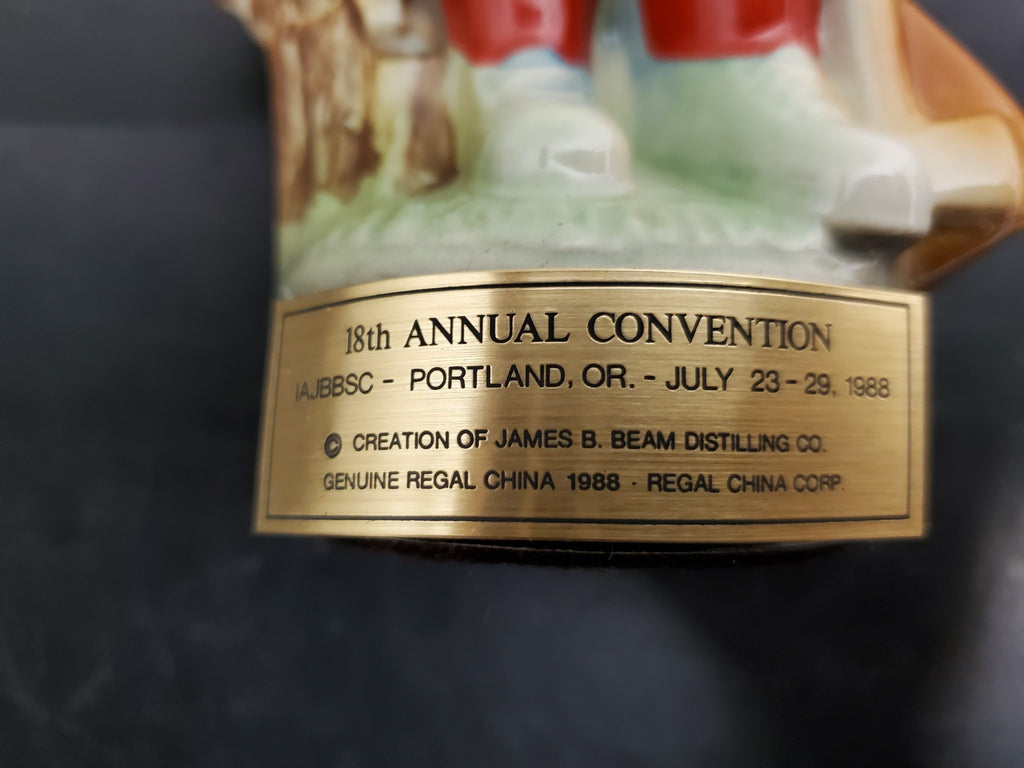 18th ANNUAL CONVENTION
IAJBBSC - PORTLAND, OR. - JULY 23 - 29, 1988
© CREATION OF JAMES B. BEAM DISTILLING CO.
GENUINE REGAL CHINA 1988 · REGAL CHINA CORP.